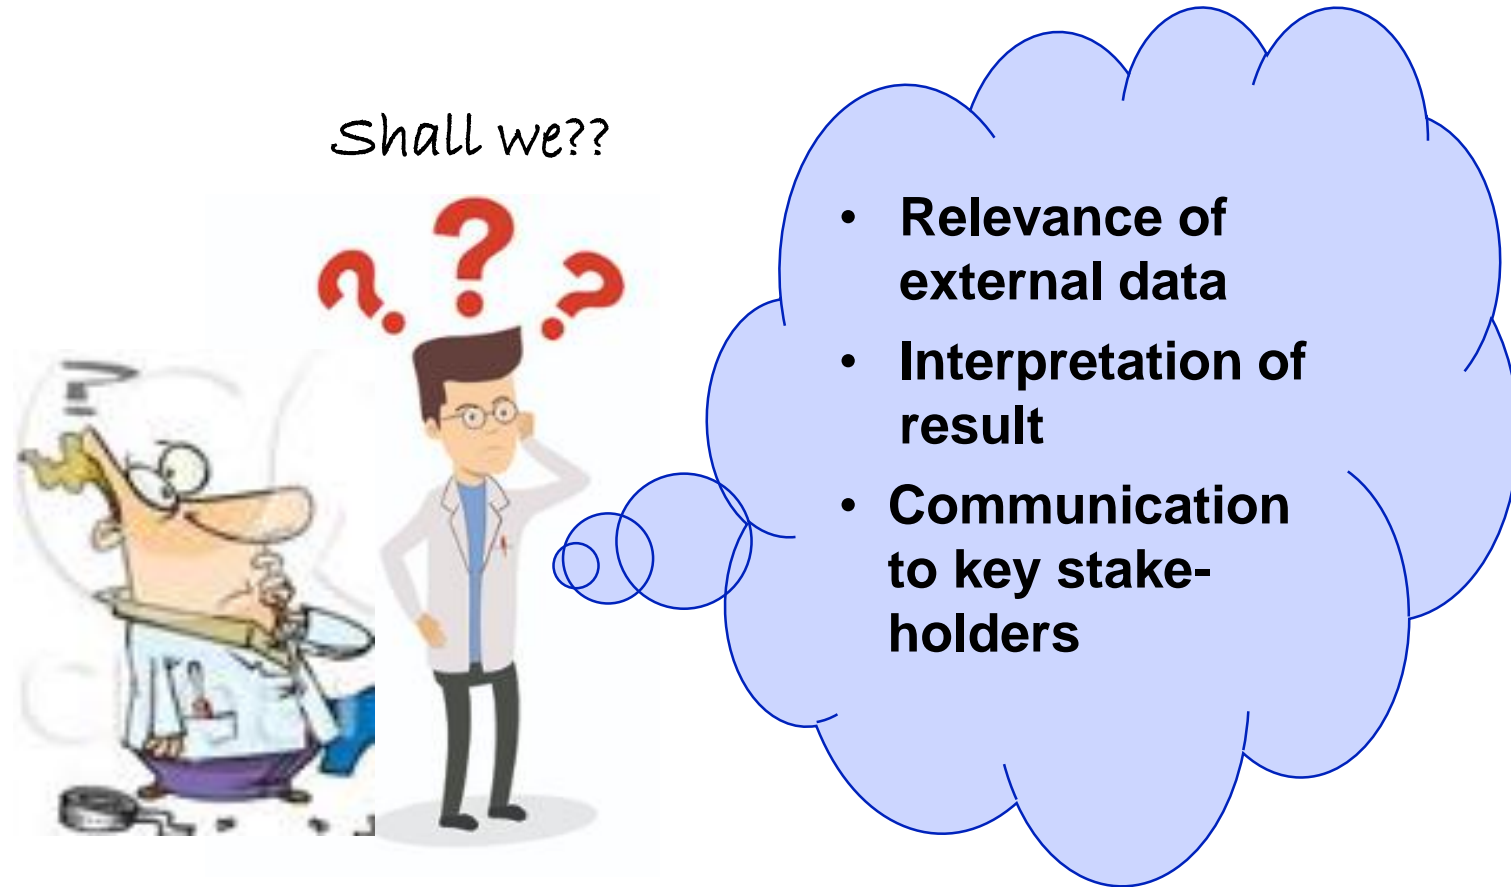 Shall we??
? ? ?
• Relevance of
external data
• Interpretation of
result
• Communication
to key stake-
holders